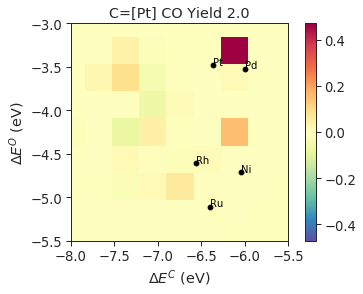 C=[Pt] CO Yield 2.0
−3.0
−3.5
−4.0
−4.5
−5.0
−5.5
ΔE^O (eV)
Pt
Pd
Rh
Ni
Ru
−8.0 −7.5 −7.0 −6.5 −6.0 −5.5
ΔE^C (eV)
0.4
0.2
0.0
−0.2
−0.4